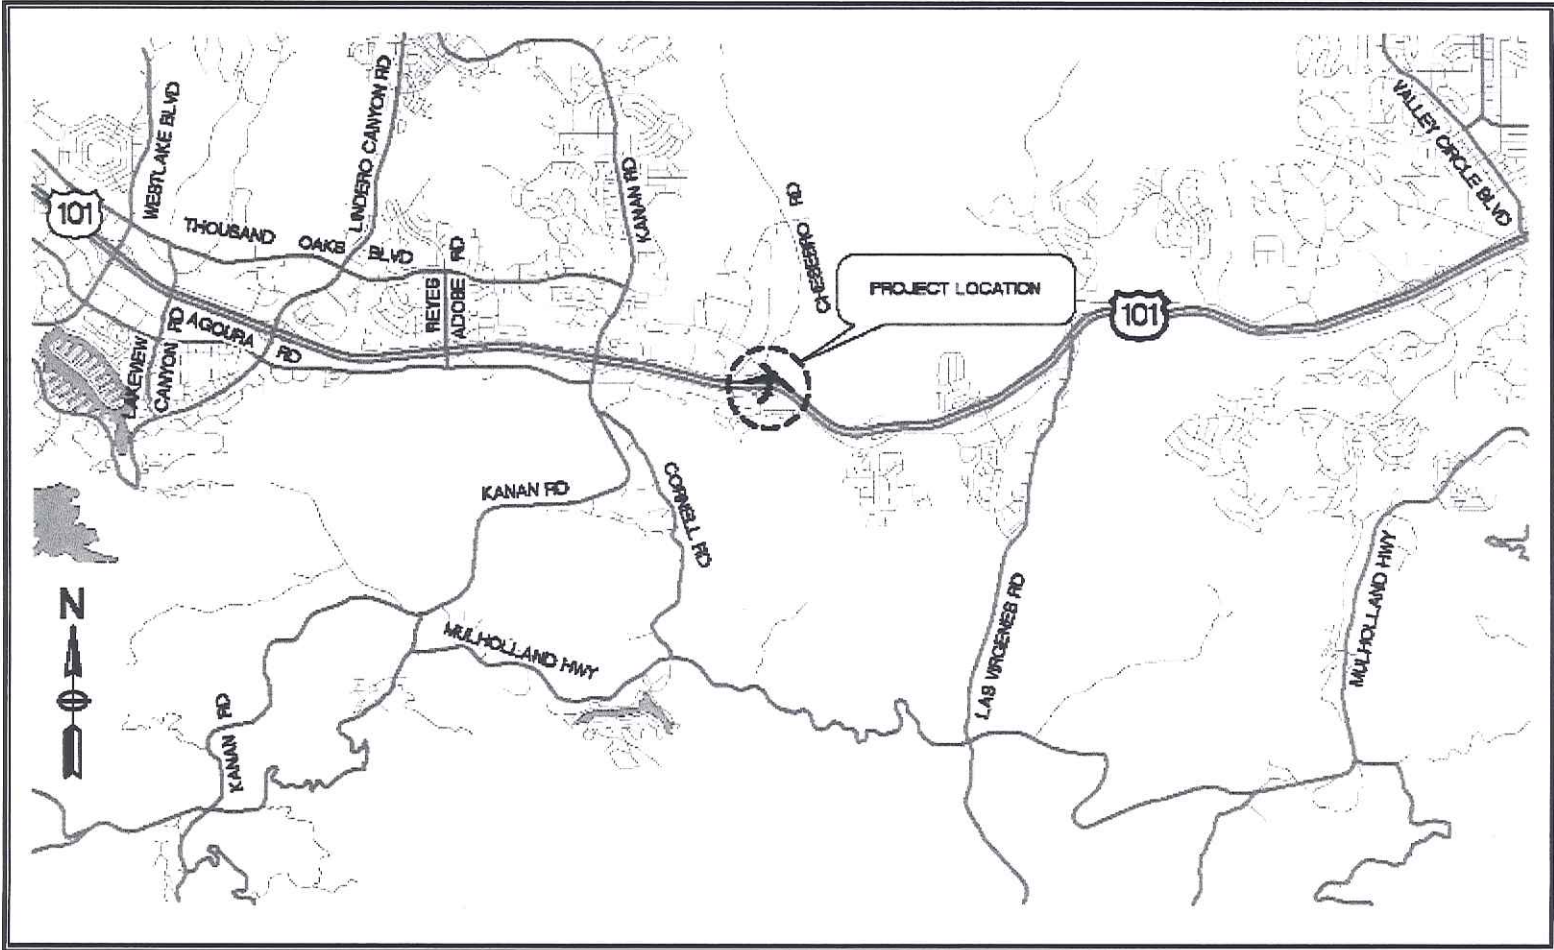 WESTLAKE BLVD
LINDERO CANYON RD
KANAN RD
VALLEY CIRCLE BLVD
101
THOUSAND OAKS BLVD
REYES
ADOBE RD
CHESEBRO RD
PROJECT LOCATION
101
LAKEVIEW
CANYON RD
AGOURA RD
KANAN RD
CORNELL RD
N
MULHOLLAND HWY
LAS VIRGENES RD
MULHOLLAND HWY
KANAN RD